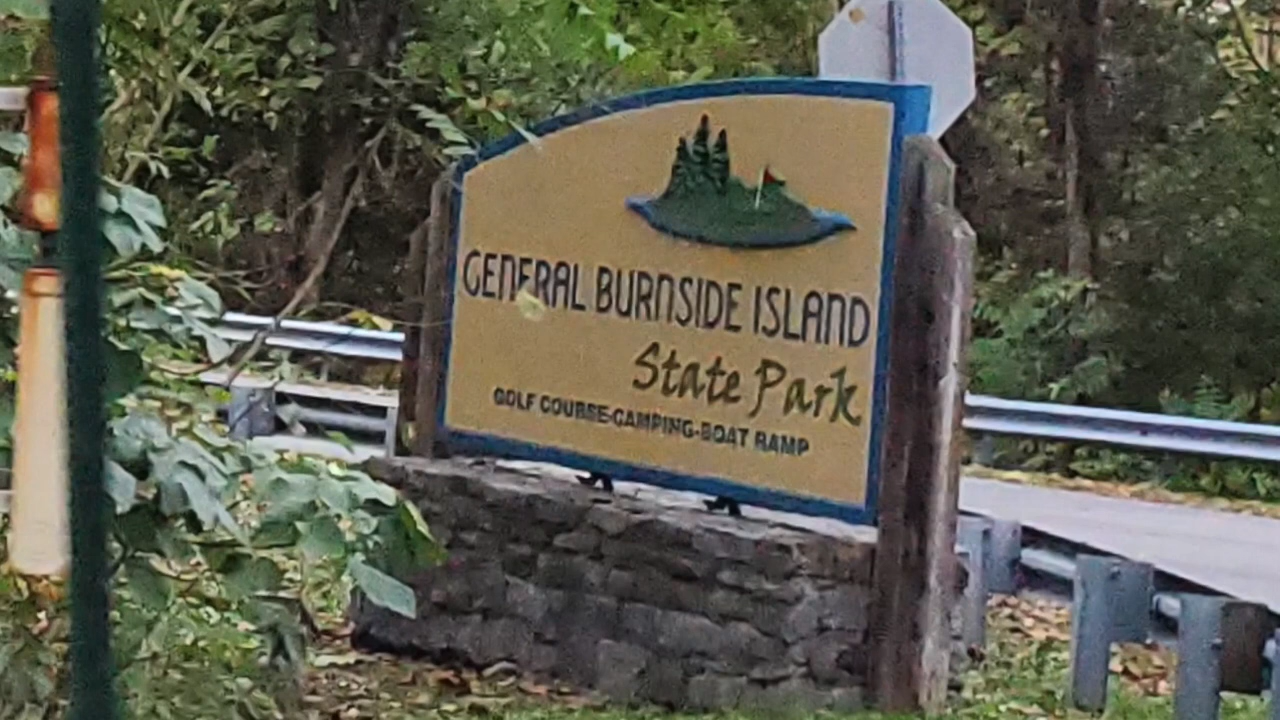 GENERAL BURNSIDE ISLAND
State Park
GOLF COURSE-CAMPING-BOAT RAMP